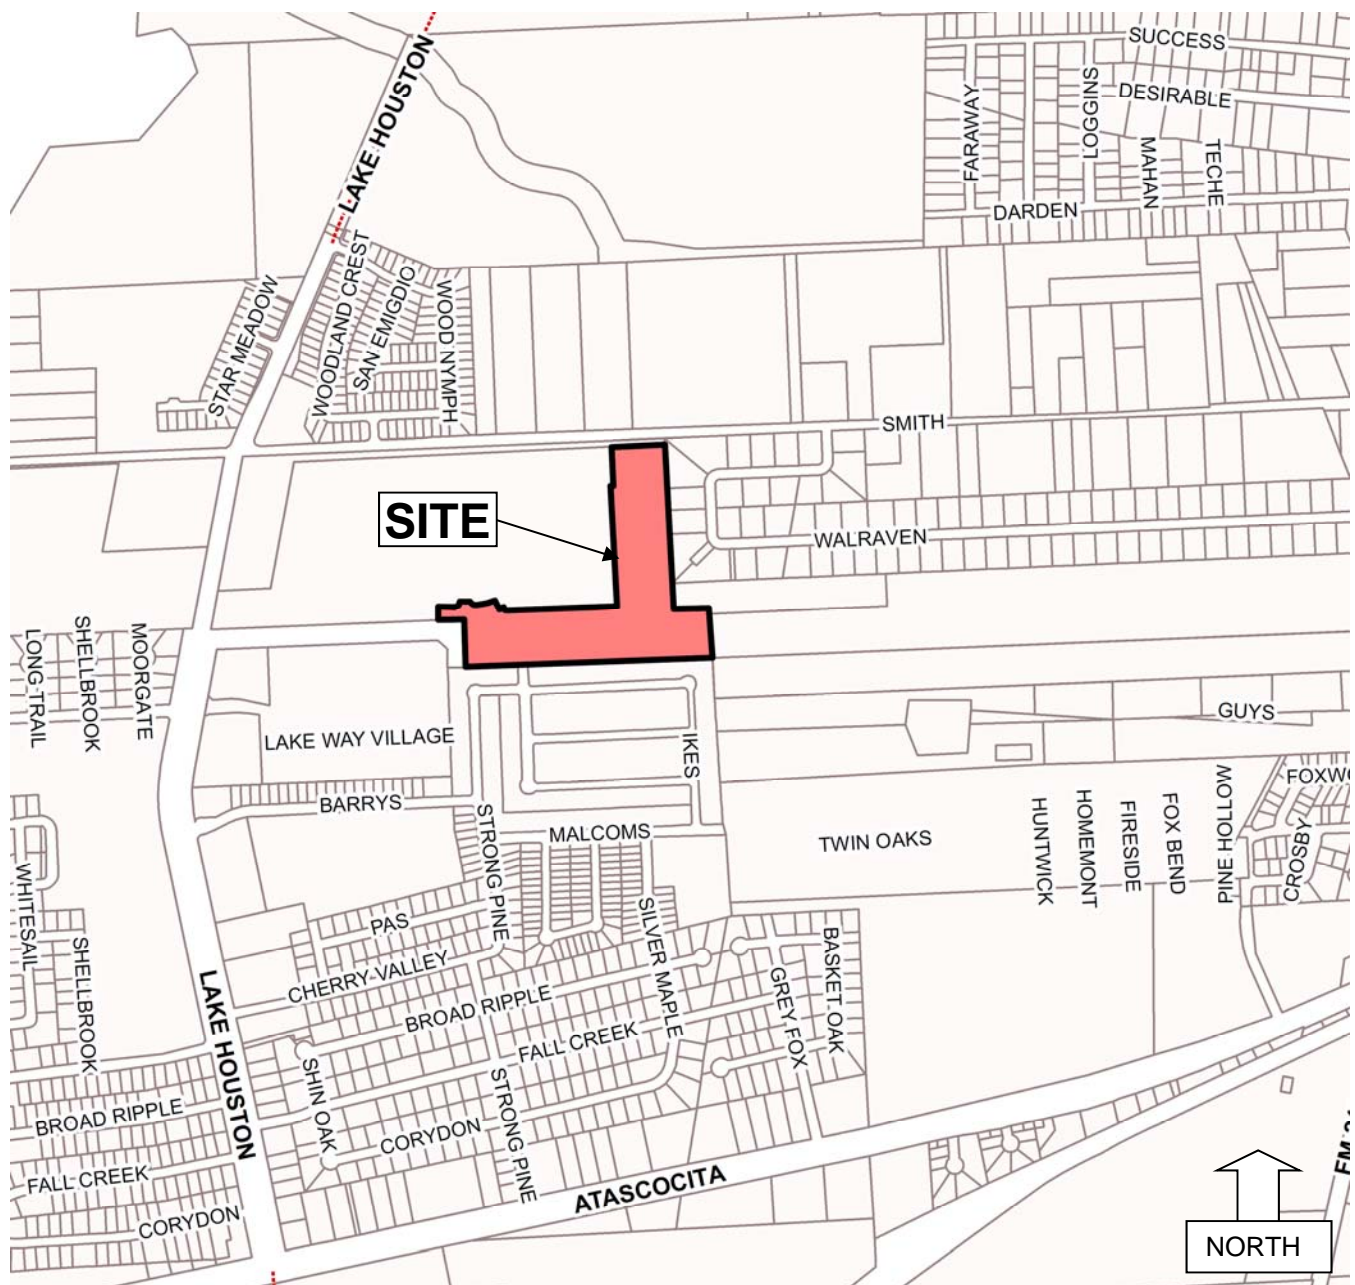 SUCCESS
LAKE HOUSTON
LOGGINS
DESIRABLE
FARAWAY
MAHAN
TECHE
DARDEN
WOODLAND CREST
SAN EMIGDIO
STAR MEADOW
WOOD NYMPH
SMITH
SITE
WALRAVEN
LONG TRAIL
SHELLBROOK
MOORGATE
GUYS
LAKE WAY VILLAGE
IKES
BARRYS
STRONG PINE
MALCOMS
TWIN OAKS
HUNTWICK
HOMEMONT
FIRESIDE
FOX BEND
PINE HOLLOW
FOXWO
CROSBY
WHITESAIL
SHELLBROOK
PAS
SILVER MAPLE
CHERRY VALLEY
BROAD RIPPLE
GREY FOX
BASKET OAK
LAKE HOUSTON
FALL CREEK
SHIN OAK
STRONG PINE
BROAD RIPPLE
CORYDON
FALL CREEK
ATASCOCITA
CORYDON
FM
NORTH